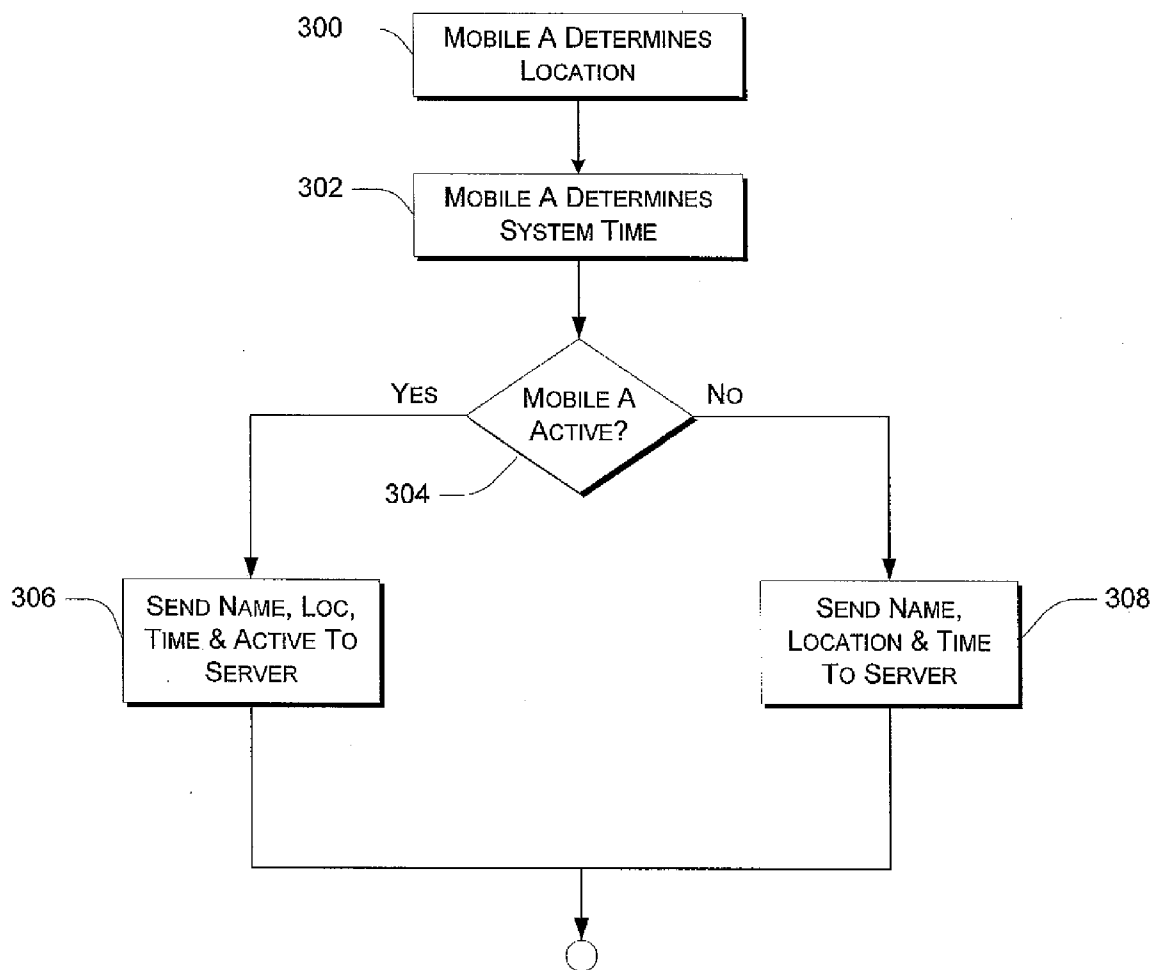 300
MOBILE A DETERMINES
LOCATION
302
MOBILE A DETERMINES
SYSTEM TIME
YES
NO
MOBILE A
ACTIVE?
304
306
SEND NAME, LOC,
TIME & ACTIVE TO
SERVER
SEND NAME,
LOCATION & TIME
TO SERVER
308